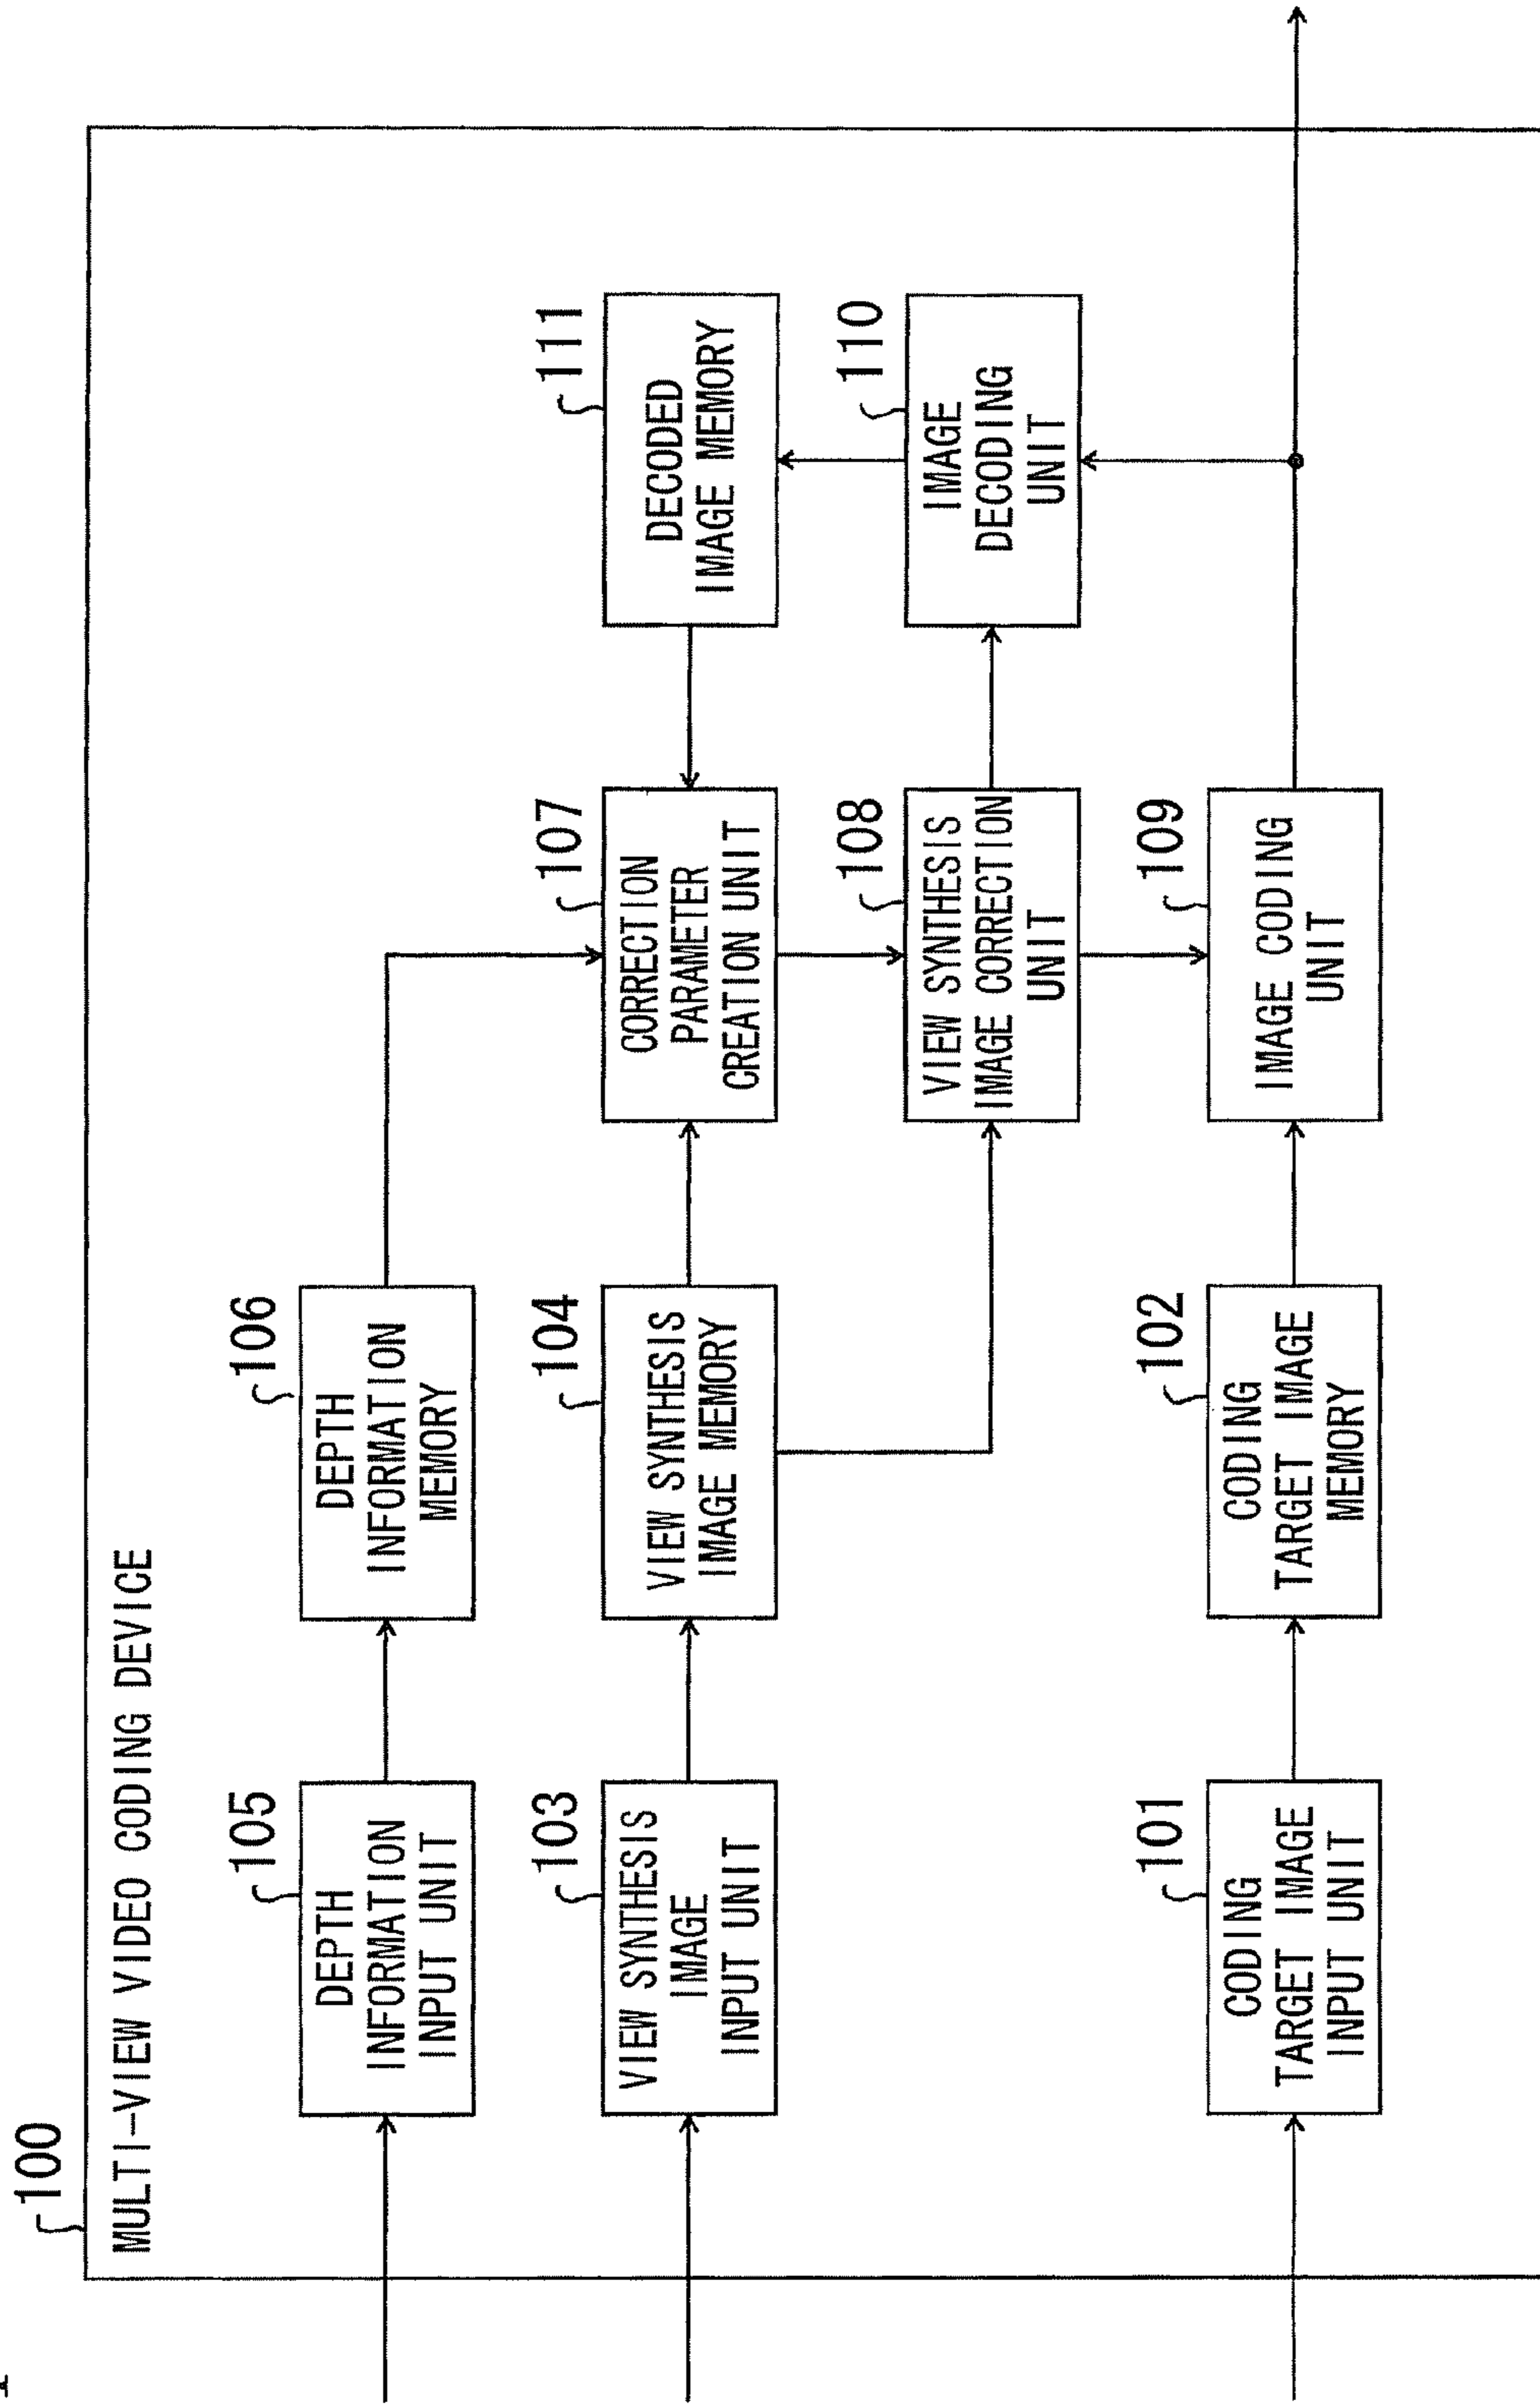 100
MULTI-VIEW VIDEO CODING DEVICE
105
DEPTH
INFORMATION
INPUT UNIT
106
DEPTH
INFORMATION
MEMORY
103
VIEW SYNTHESIS
IMAGE
INPUT UNIT
104
VIEW SYNTHESIS
IMAGE MEMORY
107
CORRECTION
PARAMETER
CREATION UNIT
111
DECODED
IMAGE MEMORY
108
VIEW SYNTHESIS
IMAGE CORRECTION
UNIT
110
IMAGE
DECODING
UNIT
101
CODING
TARGET IMAGE
INPUT UNIT
102
CODING
TARGET IMAGE
MEMORY
109
IMAGE CODING
UNIT